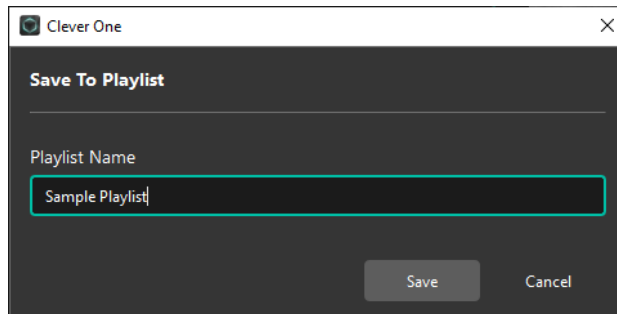 Clever One
Save To Playlist
Playlist Name
Sample Playlist
Save Cancel